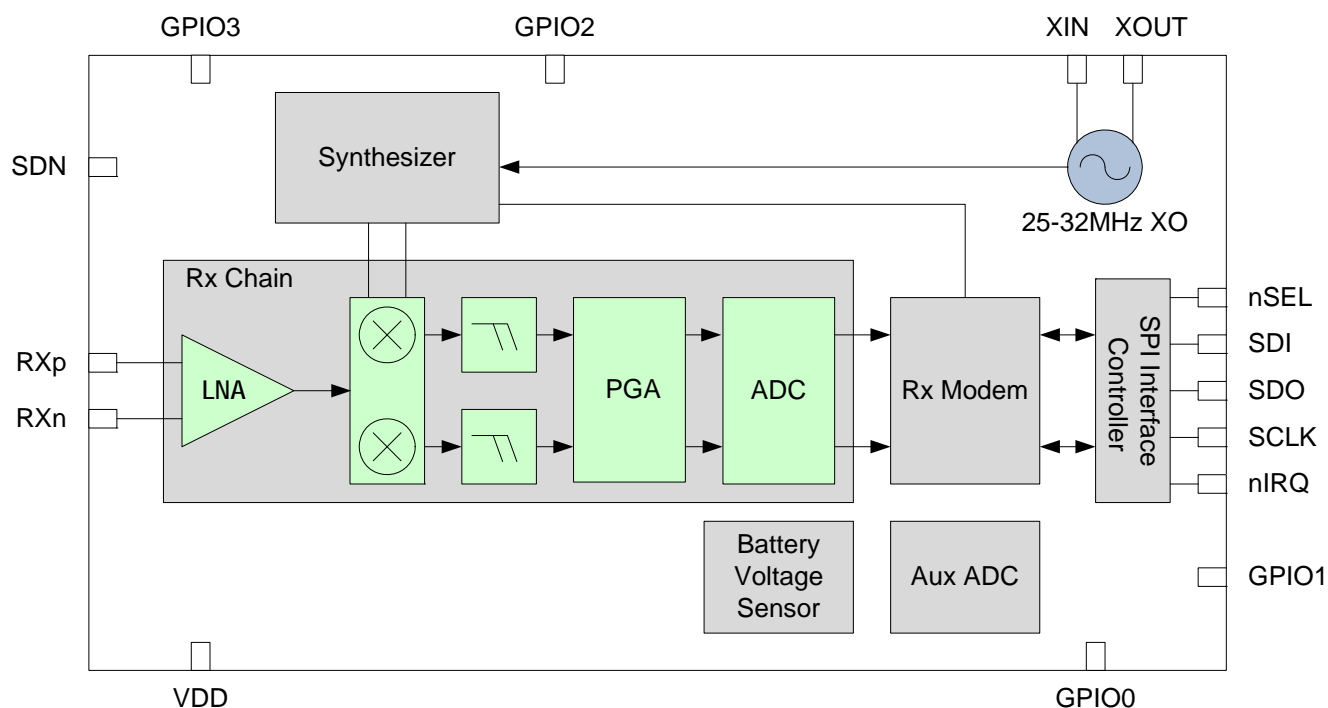 GPIO3
GPIO2
XIN
XOUT
Synthesizer
SDN
25-32MHz XO
Rx Chain
nSEL
SDI
SDO
SCLK
nIRQ
SPI Interface
Controller
RXp
RXn
LNA
PGA
ADC
Rx Modem
Battery
Voltage
Sensor
Aux ADC
GPIO1
VDD
GPIO0